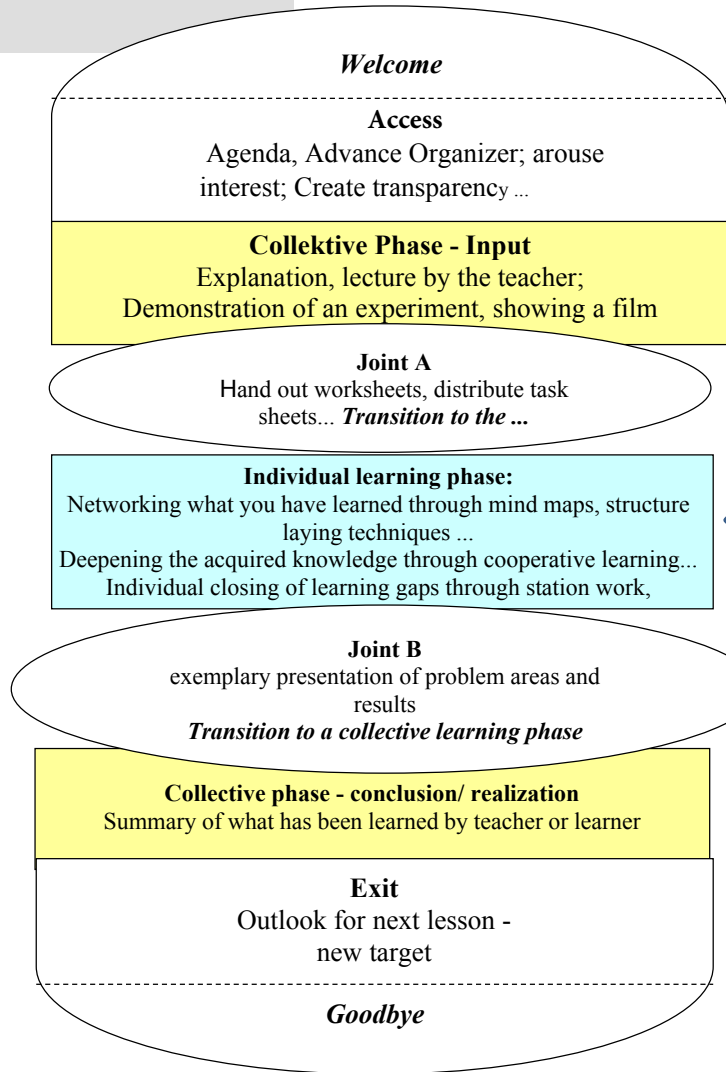 Welcome
Access
Agenda, Advance Organizer; arouse
interest; Create transparency ...
Collektive Phase - Input
Explanation, lecture by the teacher;
Demonstration of an experiment, showing a film
Joint A
Hand out worksheets, distribute task
sheets... Transition to the ...
Individual learning phase:
Networking what you have learned through mind maps, structure
laying techniques ...
Deepening the acquired knowledge through cooperative learning...
Individual closing of learning gaps through station work,
Joint B
exemplary presentation of problem areas and
results
Transition to a collective learning phase
Collective phase - conclusion/ realization
Summary of what has been learned by teacher or learner
Exit
Outlook for next lesson -
new target
Goodbye